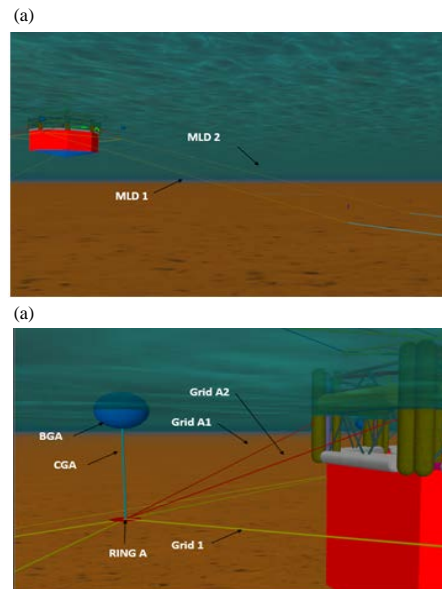 (a)
MLD 2
MLD 1
(a)
Grid A2
Grid A1
BGA
CGA
RING A
Grid 1